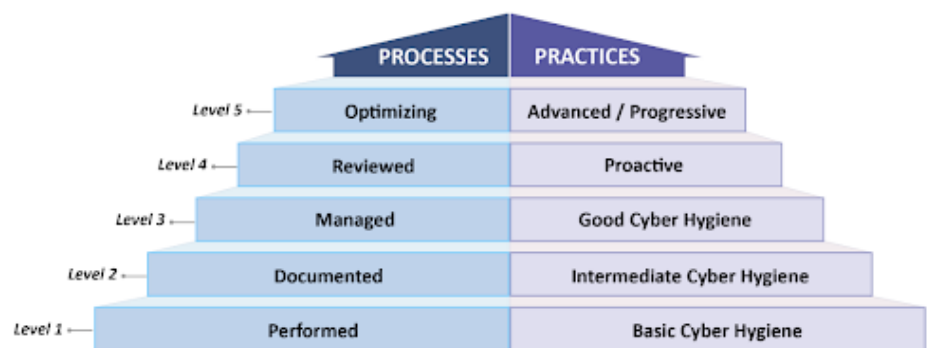 PROCESSES PRACTICES
Level 5 Optimizing Advanced / Progressive
Level 4 Reviewed Proactive
Level 3 Managed Good Cyber Hygiene
Level 2 Documented Intermediate Cyber Hygiene
Level 1 Performed Basic Cyber Hygiene